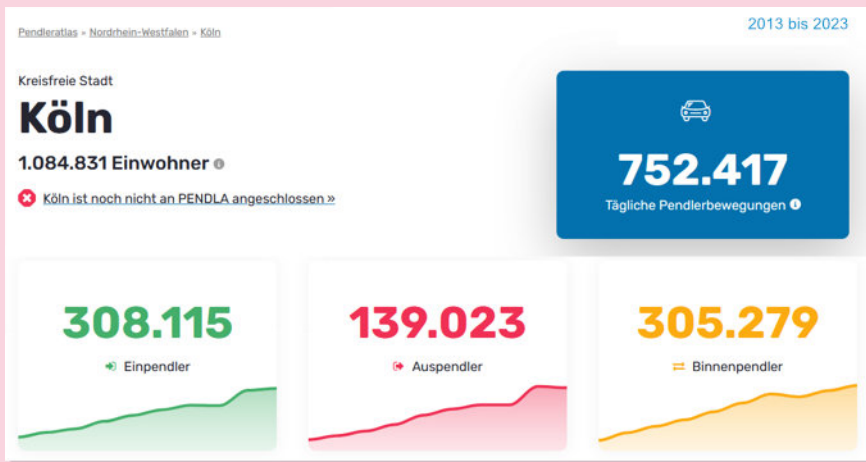 Pendleratlas » Nordrhein-Westfalen » Köln
2013 bis 2023
Kreisfreie Stadt
Köln
1.084.831 Einwohner
Köln ist noch nicht an PENDLA angeschlossen »
752.417
Tägliche Pendlerbewegungen
308.115
Einpendler
139.023
Auspendler
305.279
Binnenpendler